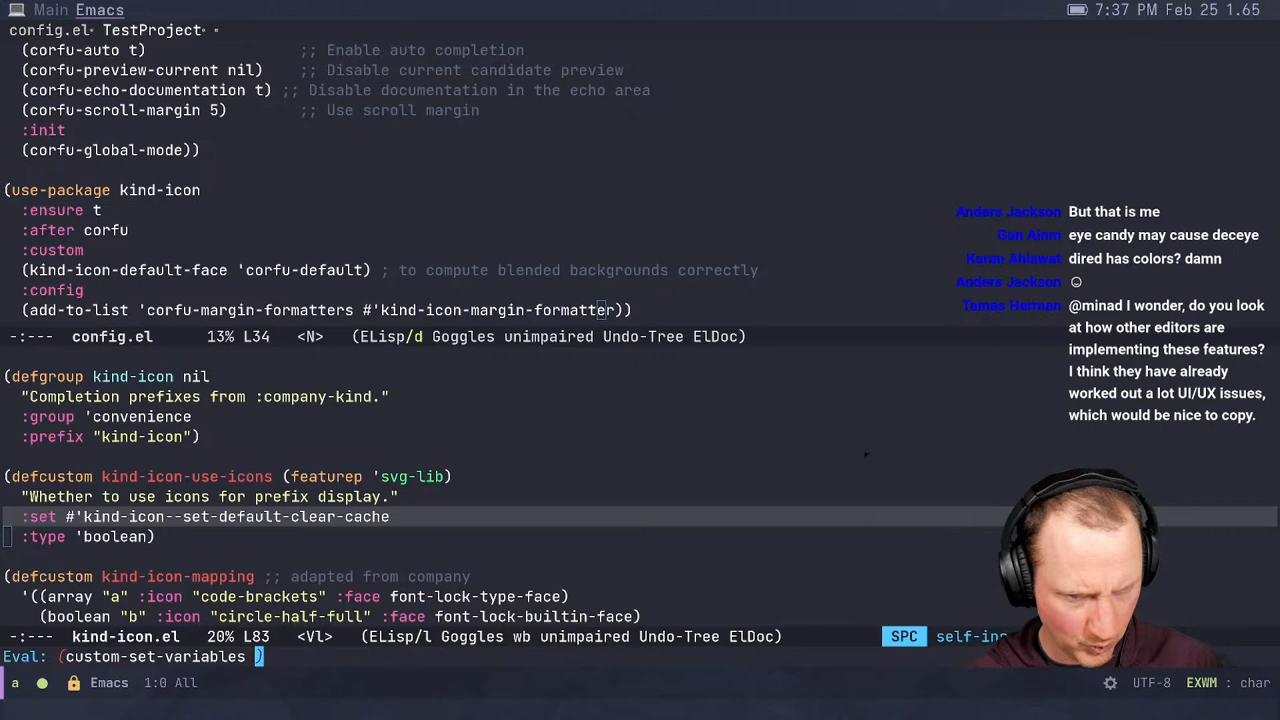 Main Emacs 7:37 PM Feb 25 1.65
config.el· TestProject·
(corfu-auto t) ;; Enable auto completion
(corfu-preview-current nil) ;; Disable current candidate preview
(corfu-echo-documentation t) ;; Disable documentation in the echo area
(corfu-scroll-margin 5) ;; Use scroll margin
:init
(corfu-global-mode))
(use-package kind-icon
:ensure t
:after corfu
:custom
(kind-icon-default-face 'corfu-default) ; to compute blended backgrounds correctly
:config
(add-to-list 'corfu-margin-formatters #'kind-icon-margin-formatter))
-:--- config.el 13% L34 <N> (ELisp/d Goggles unimpaired Undo-Tree ElDoc)
(defgroup kind-icon nil
"Completion prefixes from :company-kind."
:group 'convenience
:prefix "kind-icon")
(defcustom kind-icon-use-icons (featurep 'svg-lib)
"Whether to use icons for prefix display."
:set #'kind-icon--set-default-clear-cache
:type 'boolean)
(defcustom kind-icon-mapping ;; adapted from company
'((array "a" :icon "code-brackets" :face font-lock-type-face)
(boolean "b" :icon "circle-half-full" :face font-lock-builtin-face)
-:--- kind-icon.el 20% L83 <Vl> (ELisp/l Goggles wb unimpaired Undo-Tree ElDoc) SPC
Eval: (custom-set-variables )
a Emacs 1:0 All UTF-8 EXWM : char
Anders Jackson But that is me
eye candy may cause deceye
Karan Ahlawat dired has colors? damn
Anders Jackson ☺
Tamas Herman @minad I wonder, do you look
at how other editors are
implementing these features?
I think they have already
worked out a lot UI/UX issues,
which would be nice to copy.